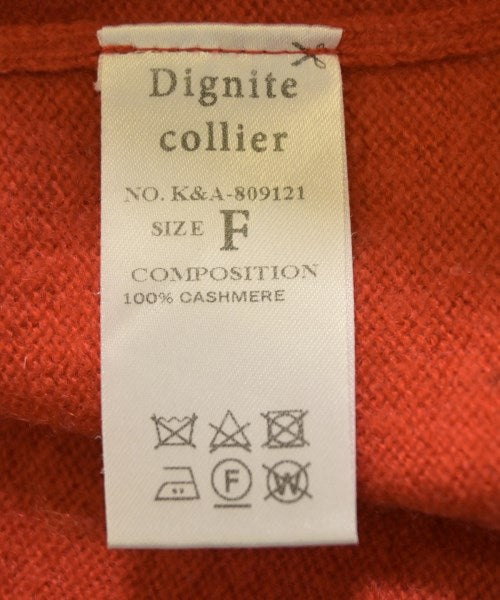 Dignite
collier
NO. K&A-809121
SIZE F
COMPOSITION
100% CASHMERE
F W